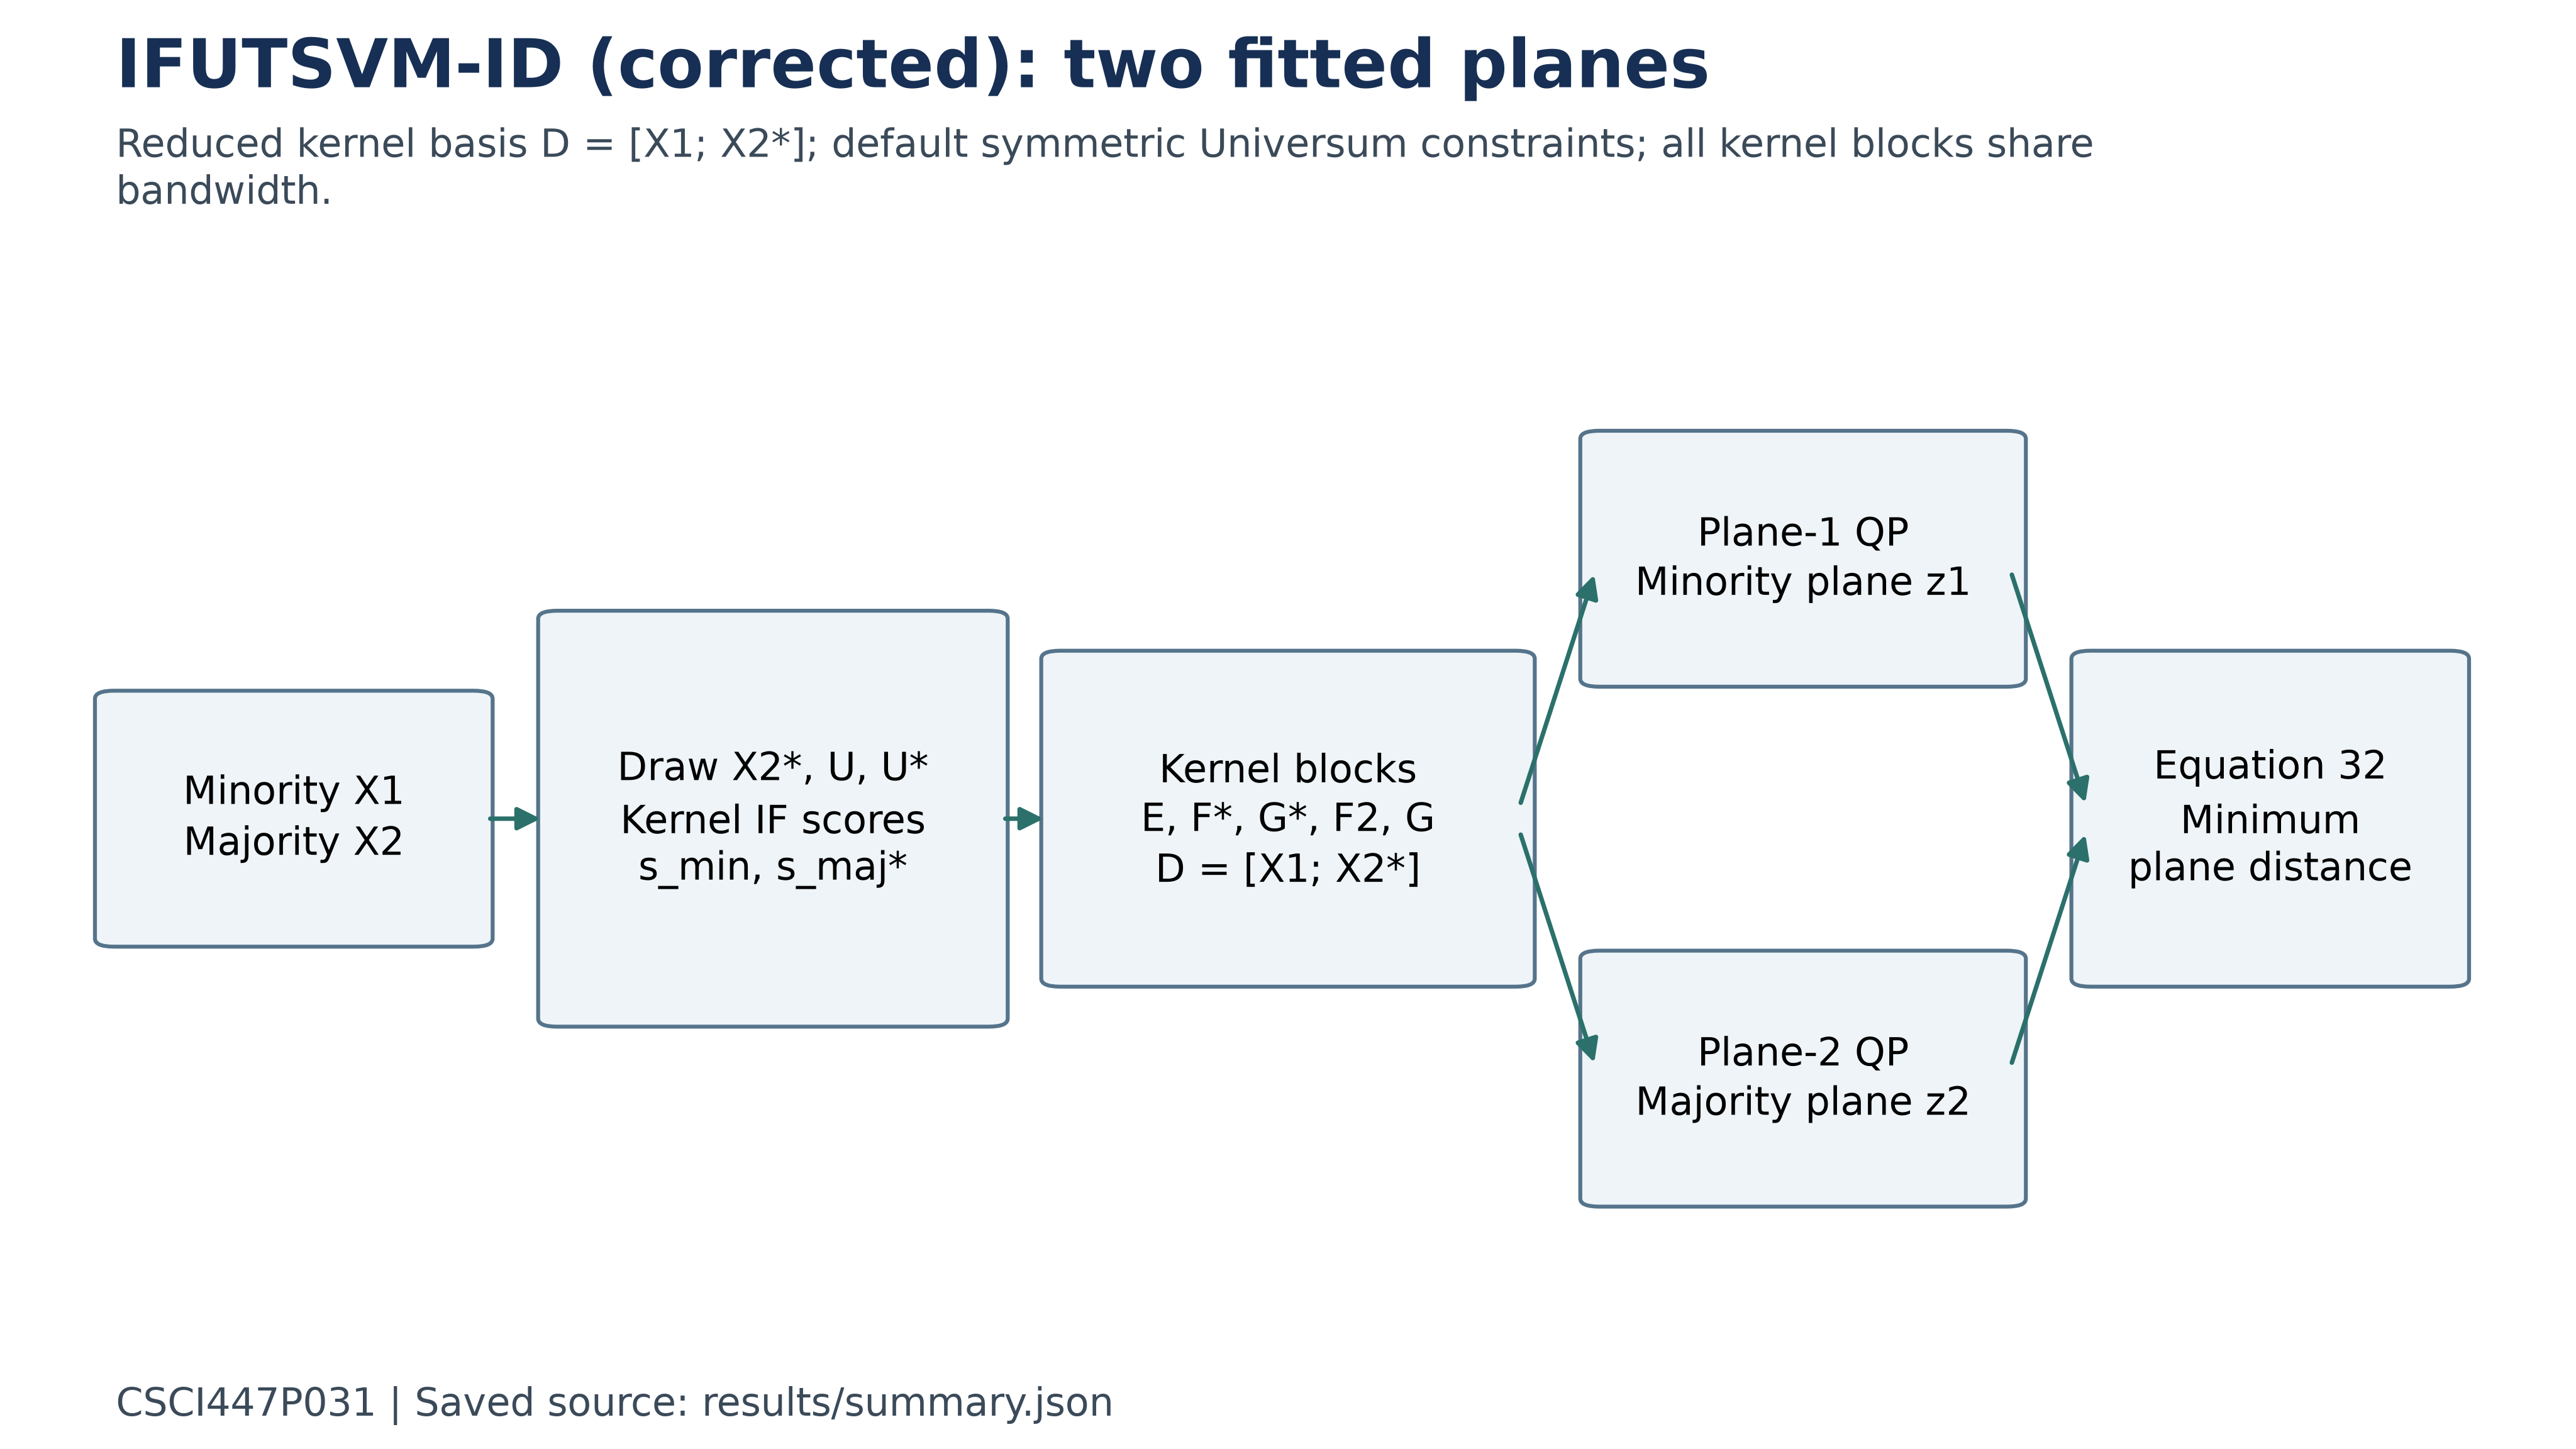 IFUTSVM-ID (corrected): two fitted planes
Reduced kernel basis D = [X1; X2*]; default symmetric Universum constraints; all kernel blocks share
bandwidth.
Minority X1
Majority X2
Draw X2*, U, U*
Kernel IF scores
s_min, s_maj*
Kernel blocks
E, F*, G*, F2, G
D = [X1; X2*]
Plane-1 QP
Minority plane z1
Plane-2 QP
Majority plane z2
Equation 32
Minimum
plane distance
CSCI447P031 | Saved source: results/summary.json